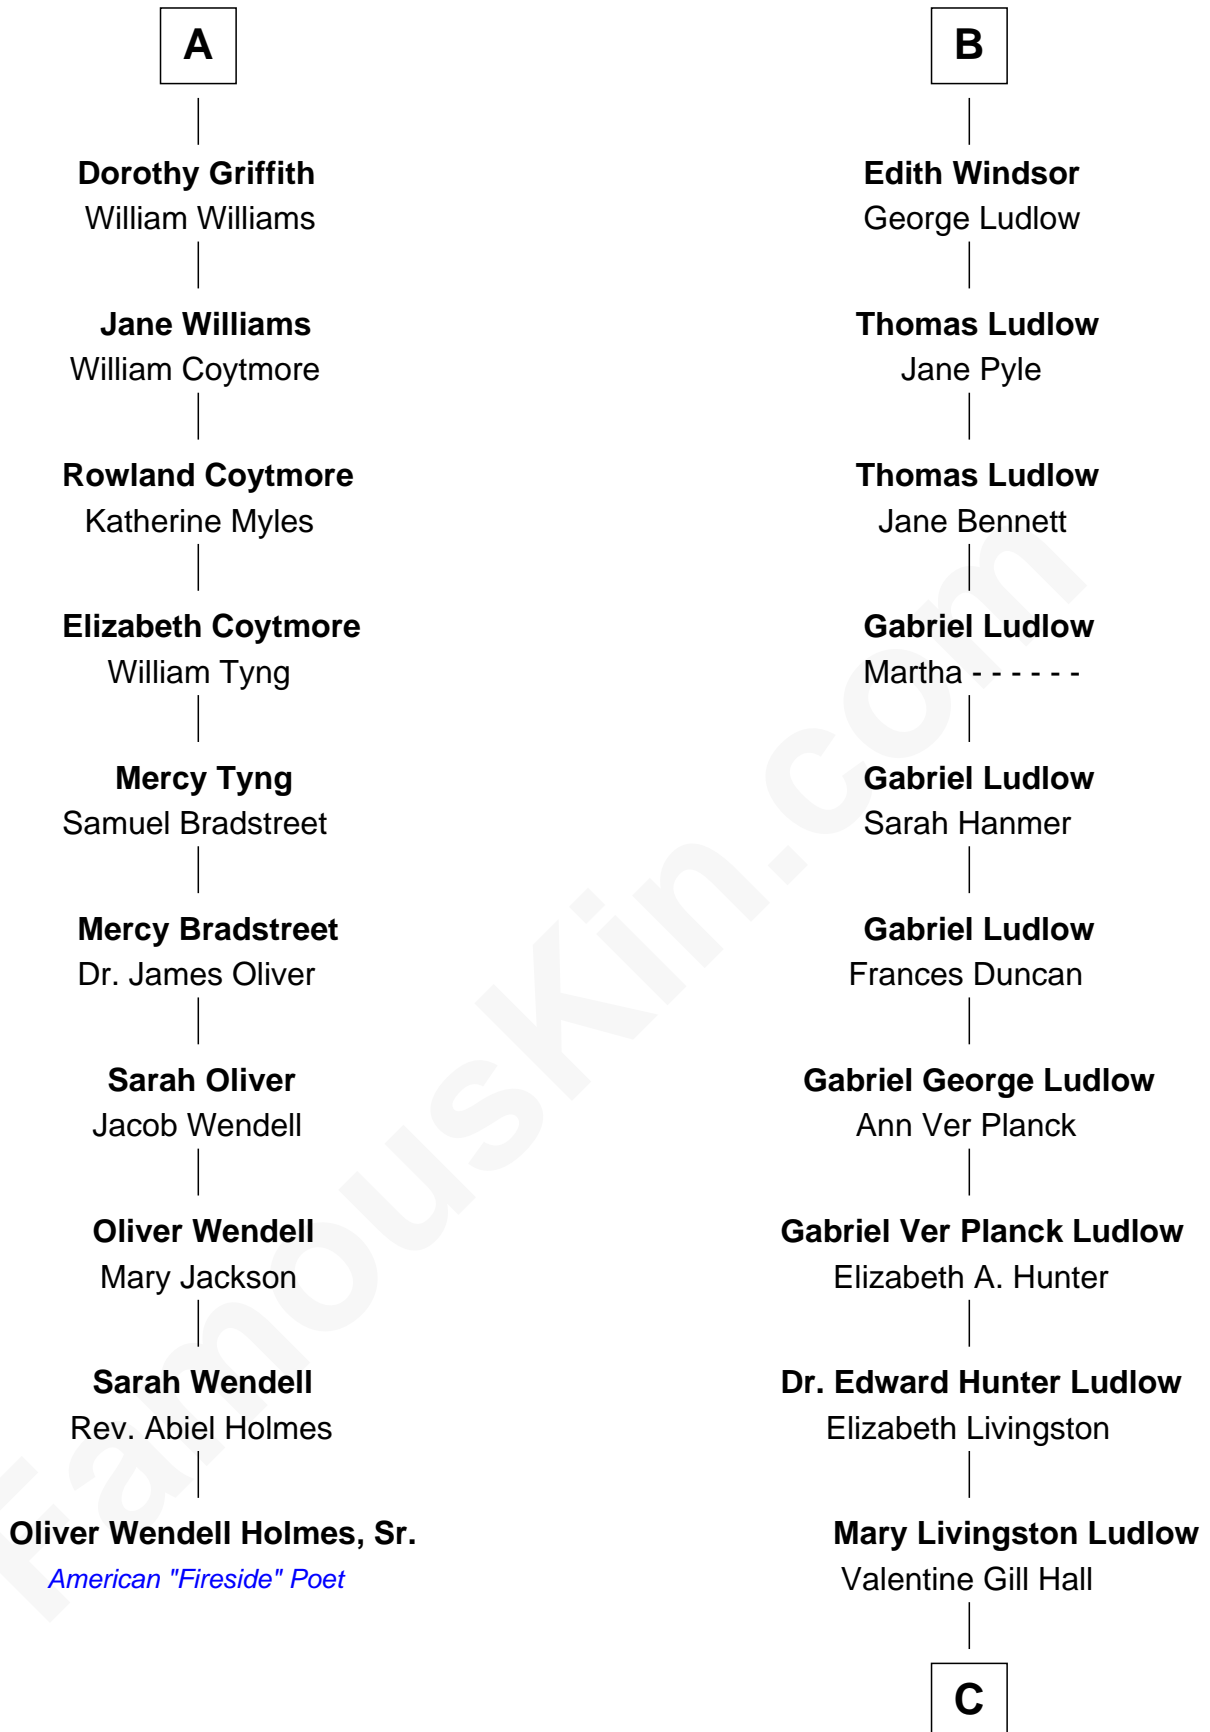 A
Dorothy Griffith
William Williams
Jane Williams
William Coytmore
Rowland Coytmore
Katherine Myles
Elizabeth Coytmore
William Tyng
Mercy Tyng
Samuel Bradstreet
Mercy Bradstreet
Dr. James Oliver
Sarah Oliver
Jacob Wendell
Oliver Wendell
Mary Jackson
Sarah Wendell
Rev. Abiel Holmes
Oliver Wendell Holmes, Sr.
American "Fireside" Poet
B
Edith Windsor
George Ludlow
Thomas Ludlow
Jane Pyle
Thomas Ludlow
Jane Bennett
Gabriel Ludlow
Martha - - - - - -
Gabriel Ludlow
Sarah Hanmer
Gabriel Ludlow
Frances Duncan
Gabriel George Ludlow
Ann Ver Planck
Gabriel Ver Planck Ludlow
Elizabeth A. Hunter
Dr. Edward Hunter Ludlow
Elizabeth Livingston
Mary Livingston Ludlow
Valentine Gill Hall
C
FamousKin.com